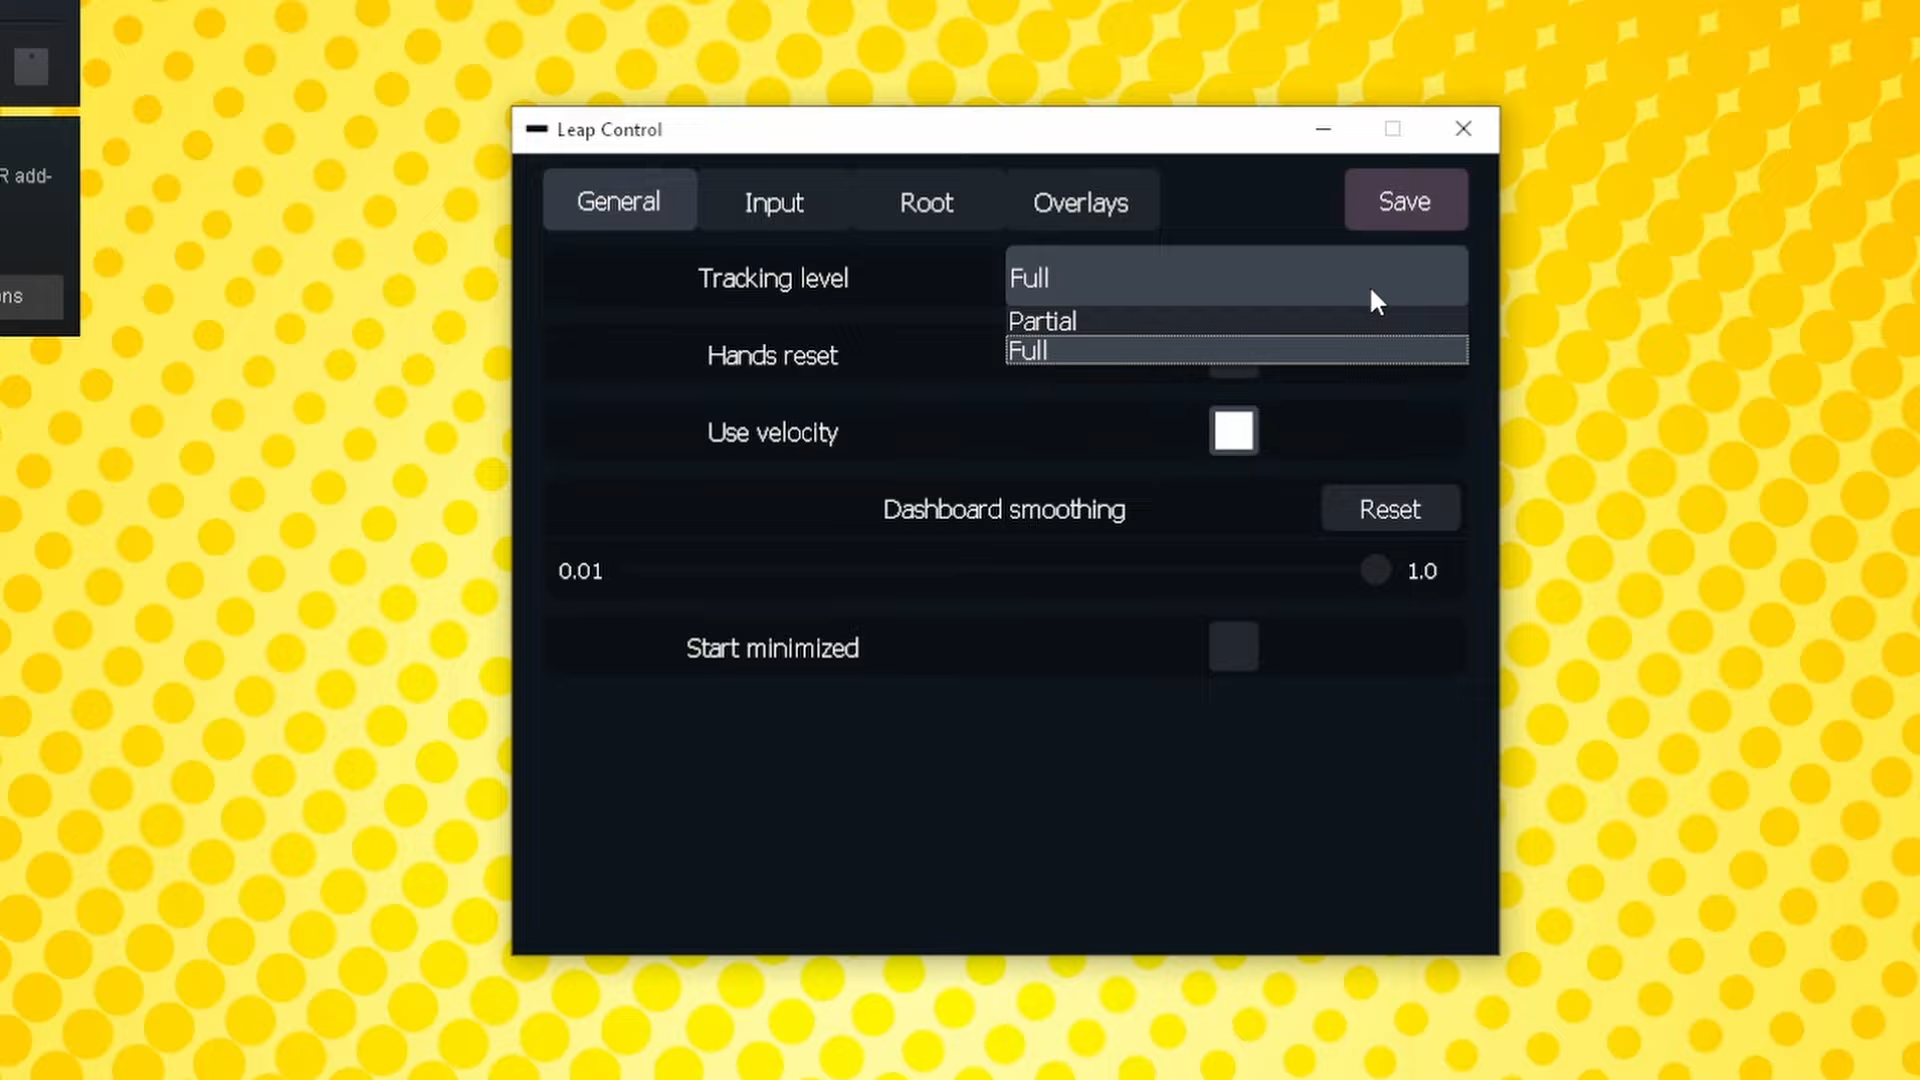 R add-
ns
Leap Control
General
Input
Root
Overlays
Save
Tracking level
Full
Partial
Full
Hands reset
Use velocity
Dashboard smoothing
Reset
0.01
1.0
Start minimized